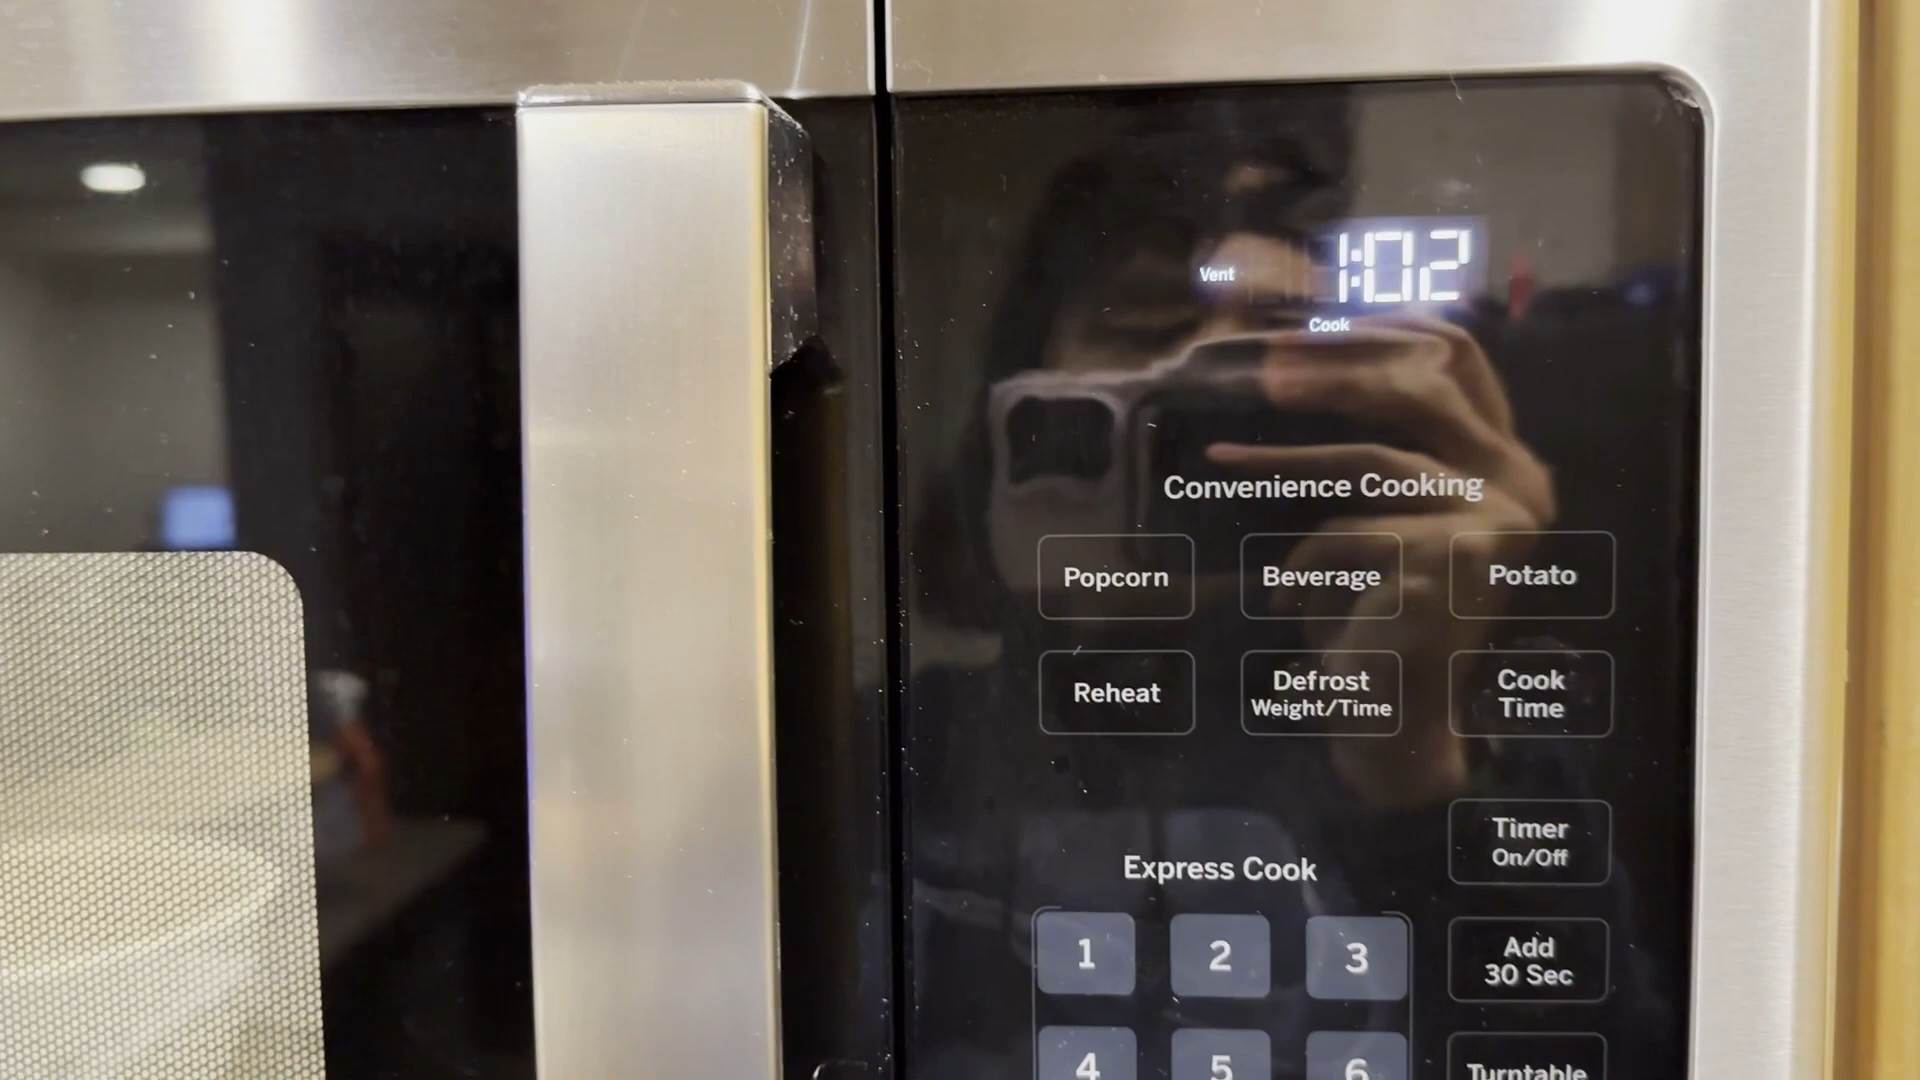 1:02
Vent
Cook
Convenience Cooking
Popcorn
Beverage
Potato
Reheat
Defrost
Weight/Time
Cook
Time
Timer
On/Off
Express Cook
1
2
3
Add
30 Sec
4
5
6
Turntable